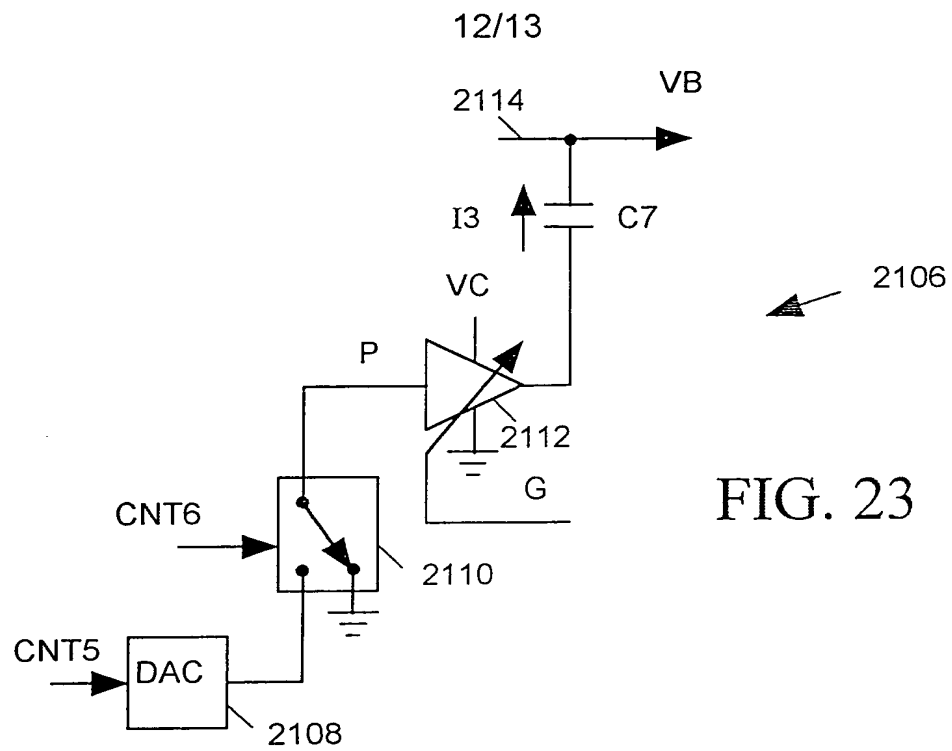 12/13
VB
2114
I3
C7
2106
VC
P
2112
G
FIG. 23
CNT6
2110
CNT5
DAC
2108